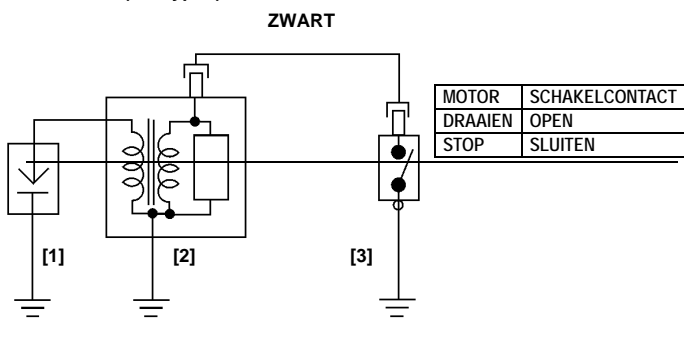 ZWART
MOTOR SCHAKELCONTACT
DRAAIEN OPEN
STOP SLUITEN
[1] [2] [3]